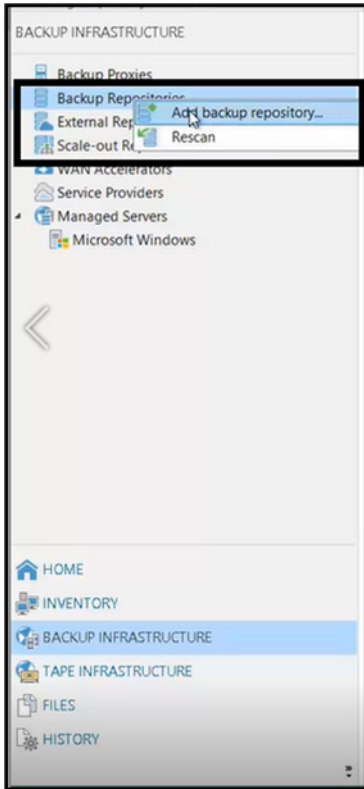 BACKUP INFRASTRUCTURE
Backup Proxies
Backup Repositories
Add backup repository...
External Rep
Rescan
Scale-out Re
WAN Accelerators
Service Providers
Managed Servers
Microsoft Windows
HOME
INVENTORY
BACKUP INFRASTRUCTURE
TAPE INFRASTRUCTURE
FILES
HISTORY